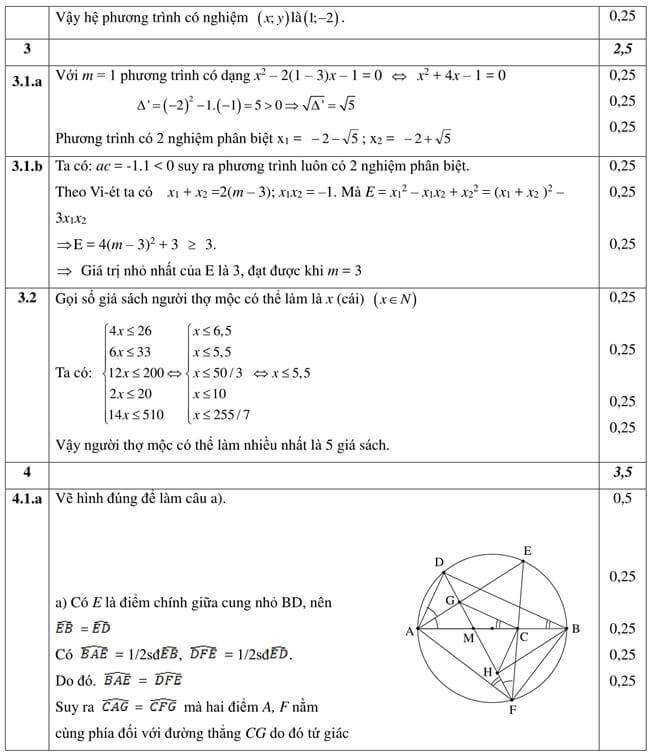 Vậy hệ phương trình có nghiệm (x; y) là (1;–2). 0,25
3 2,5
3.1.a Với m = 1 phương trình có dạng x² – 2(1 – 3)x – 1 = 0 ⇔ x² + 4x – 1 = 0 0,25
Δ' = (–2)² – 1.(–1) = 5 > 0 ⇒ √Δ' = √5 0,25
Phương trình có 2 nghiệm phân biệt x₁ = – 2 – √5 ; x₂ = – 2 + √5 0,25
3.1.b Ta có: ac = -1.1 < 0 suy ra phương trình luôn có 2 nghiệm phân biệt. 0,25
Theo Vi-ét ta có x₁ + x₂ =2(m – 3); x₁x₂ = –1. Mà E = x₁² – x₁x₂ + x₂² = (x₁ + x₂ )² – 0,25
3x₁x₂
⇒E = 4(m – 3)² + 3 ≥ 3. 0,25
⇒ Giá trị nhỏ nhất của E là 3, đạt được khi m = 3
3.2 Gọi số giá sách người thợ mộc có thể làm là x (cái) (x ∈ N) 0,25
4x ≤ 26 x ≤ 6,5
6x ≤ 33 x ≤ 5,5 0,25
Ta có: 12x ≤ 200 ⇔ x ≤ 50/3 ⇔ x ≤ 5,5
2x ≤ 20 x ≤ 10 0,25
14x ≤ 510 x ≤ 255/7 0,25
Vậy người thợ mộc có thể làm nhiều nhất là 5 giá sách.
4 3,5
4.1.a Vẽ hình đúng để làm câu a). 0,5
E
D
0,25
G
a) Có E là điểm chính giữa cung nhỏ BD, nên
EB = ED
A M C B 0,25
Có BAE = 1/2sđEB, DFE = 1/2sđED. 0,25
H
Do đó. BAE = DFE 0,25
Suy ra CAG = CFG mà hai điểm A, F nằm
F
cùng phía đối với đường thẳng CG do đó tứ giác